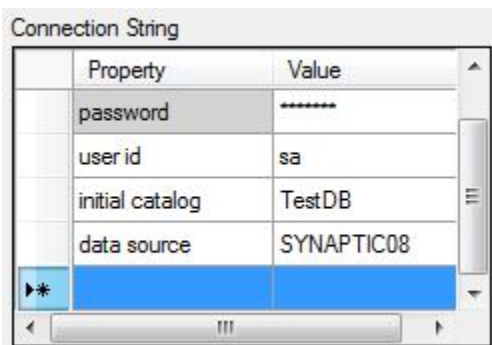 Connection String
Property Value
password *******
user id sa
initial catalog TestDB
data source SYNAPTIC08